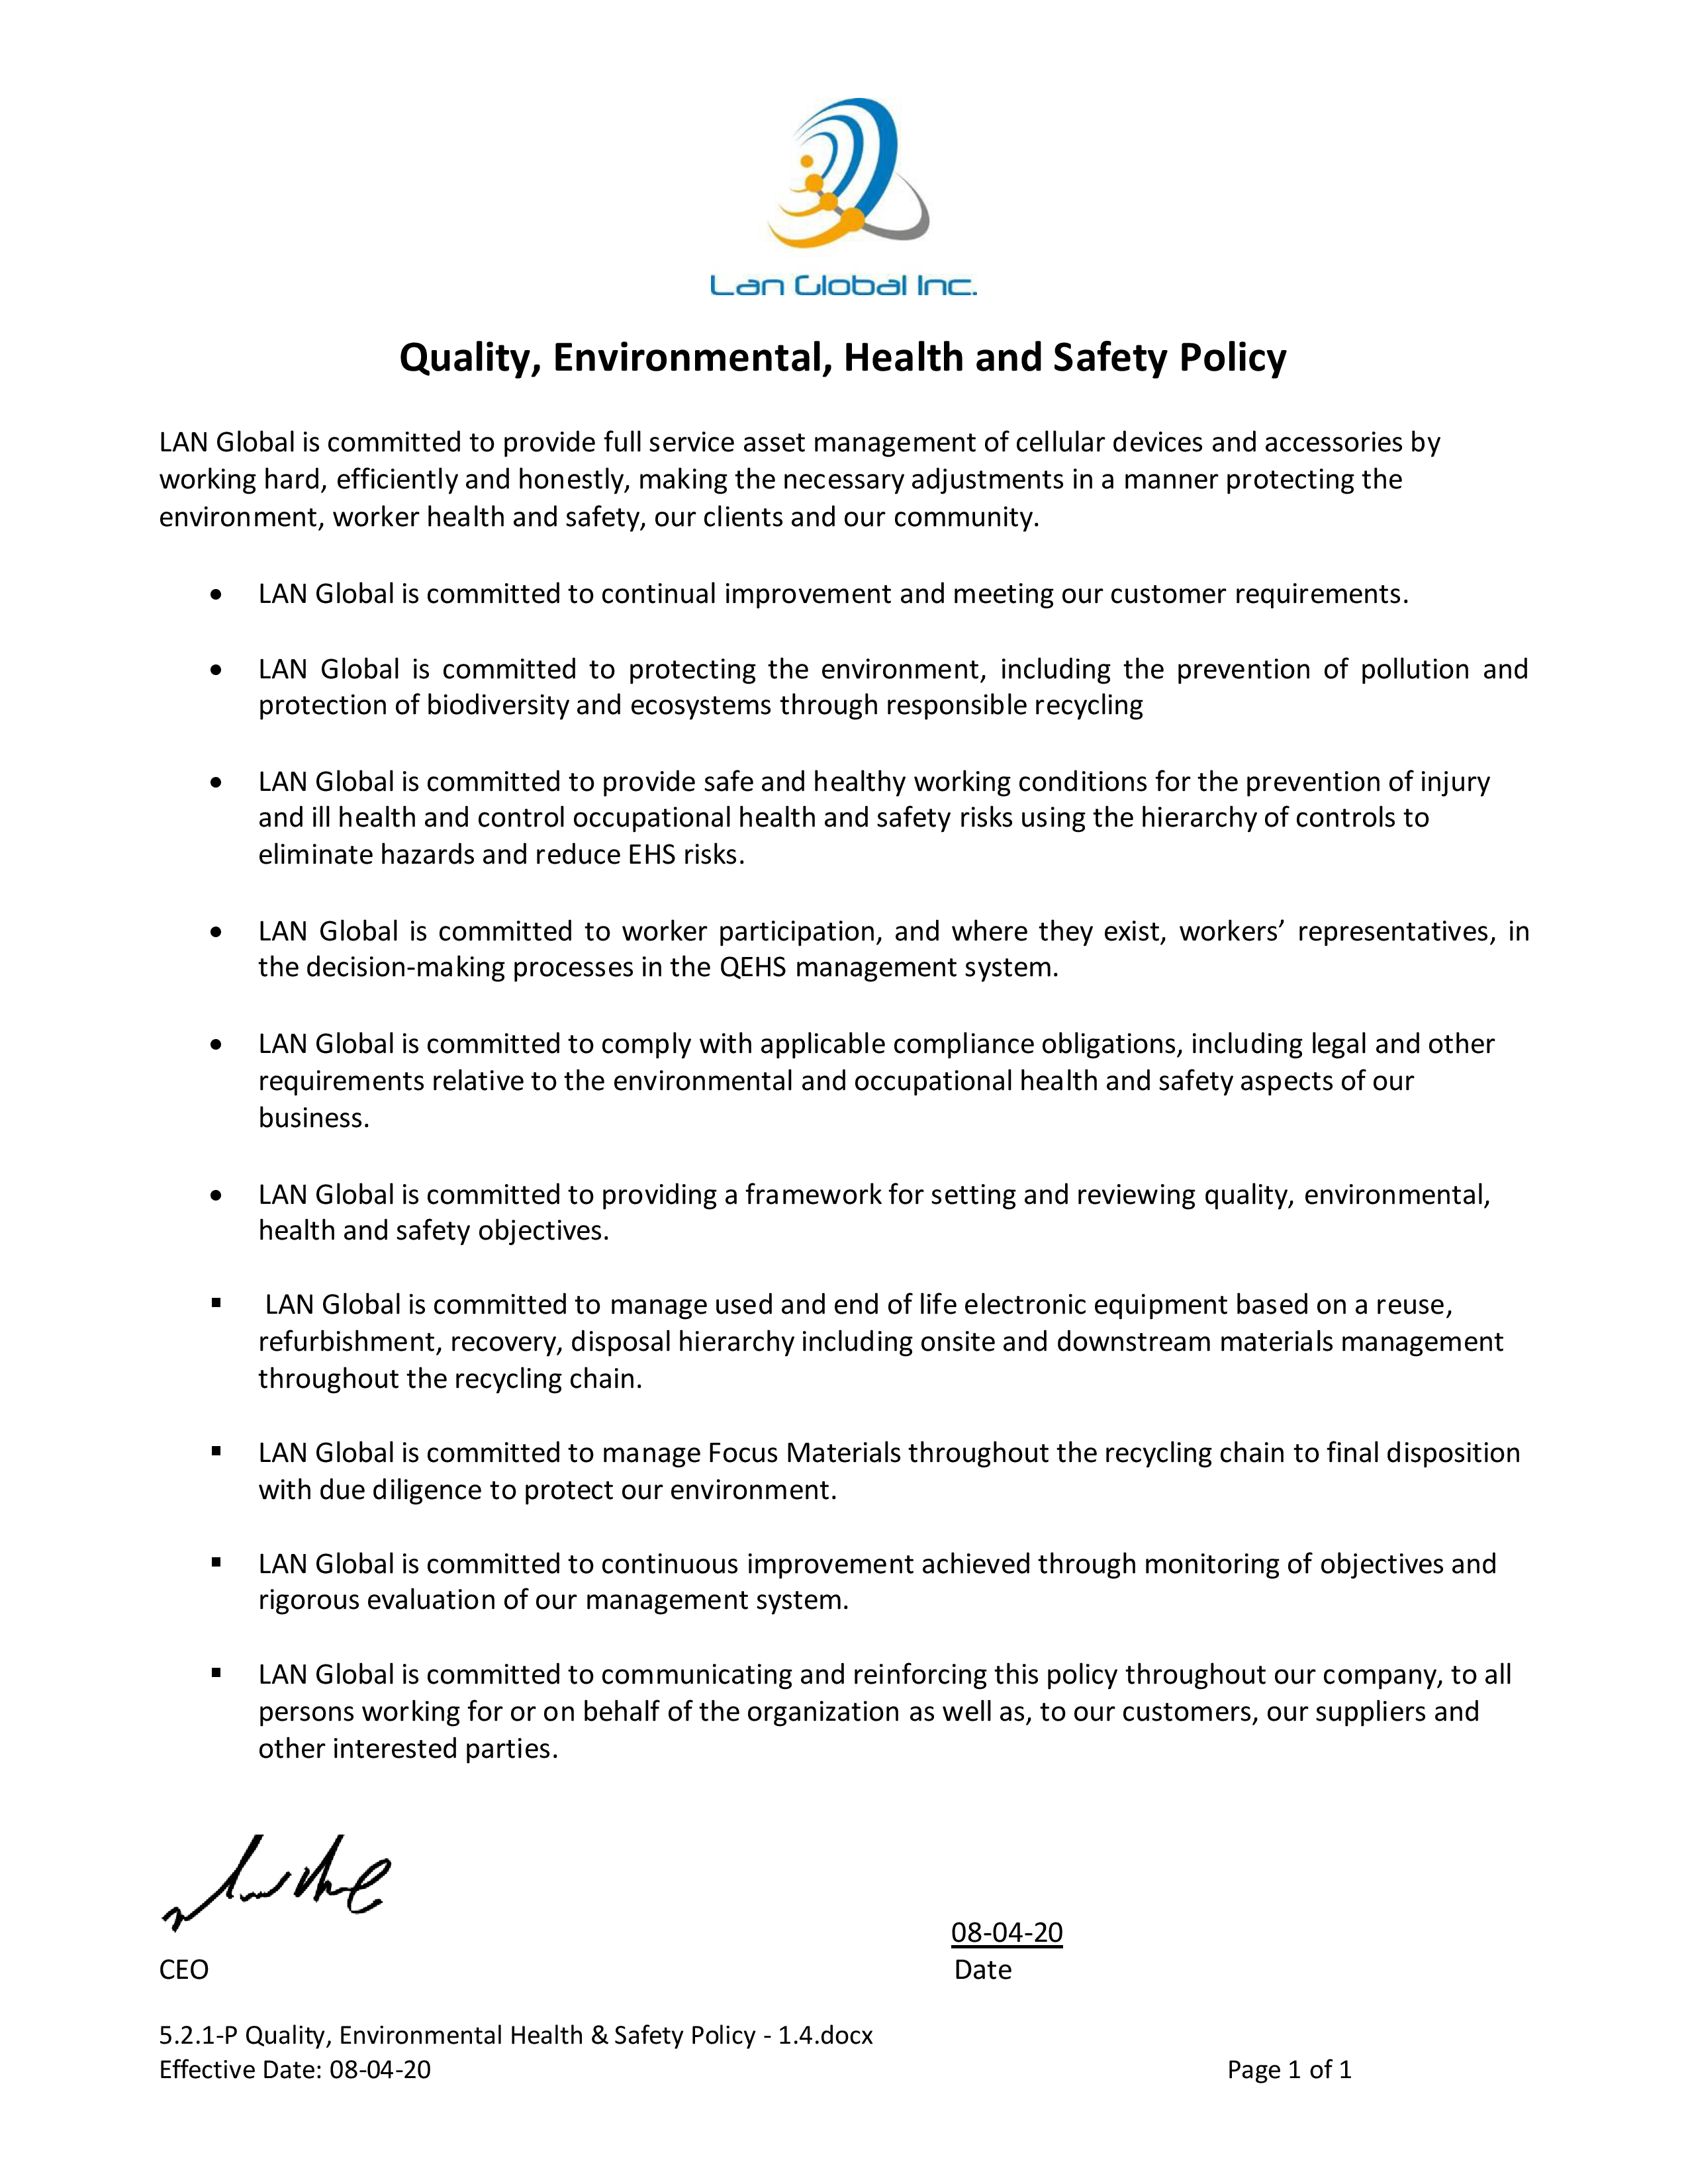 Lan Global Inc.
Quality, Environmental, Health and Safety Policy
LAN Global is committed to provide full service asset management of cellular devices and accessories by
working hard, efficiently and honestly, making the necessary adjustments in a manner protecting the
environment, worker health and safety, our clients and our community.
• LAN Global is committed to continual improvement and meeting our customer requirements.
• LAN Global is committed to protecting the environment, including the prevention of pollution and
protection of biodiversity and ecosystems through responsible recycling
• LAN Global is committed to provide safe and healthy working conditions for the prevention of injury
and ill health and control occupational health and safety risks using the hierarchy of controls to
eliminate hazards and reduce EHS risks.
• LAN Global is committed to worker participation, and where they exist, workers’ representatives, in
the decision-making processes in the QEHS management system.
• LAN Global is committed to comply with applicable compliance obligations, including legal and other
requirements relative to the environmental and occupational health and safety aspects of our
business.
• LAN Global is committed to providing a framework for setting and reviewing quality, environmental,
health and safety objectives.
▪ LAN Global is committed to manage used and end of life electronic equipment based on a reuse,
refurbishment, recovery, disposal hierarchy including onsite and downstream materials management
throughout the recycling chain.
▪ LAN Global is committed to manage Focus Materials throughout the recycling chain to final disposition
with due diligence to protect our environment.
▪ LAN Global is committed to continuous improvement achieved through monitoring of objectives and
rigorous evaluation of our management system.
▪ LAN Global is committed to communicating and reinforcing this policy throughout our company, to all
persons working for or on behalf of the organization as well as, to our customers, our suppliers and
other interested parties.
08-04-20
CEO Date
5.2.1-P Quality, Environmental Health & Safety Policy - 1.4.docx
Effective Date: 08-04-20 Page 1 of 1